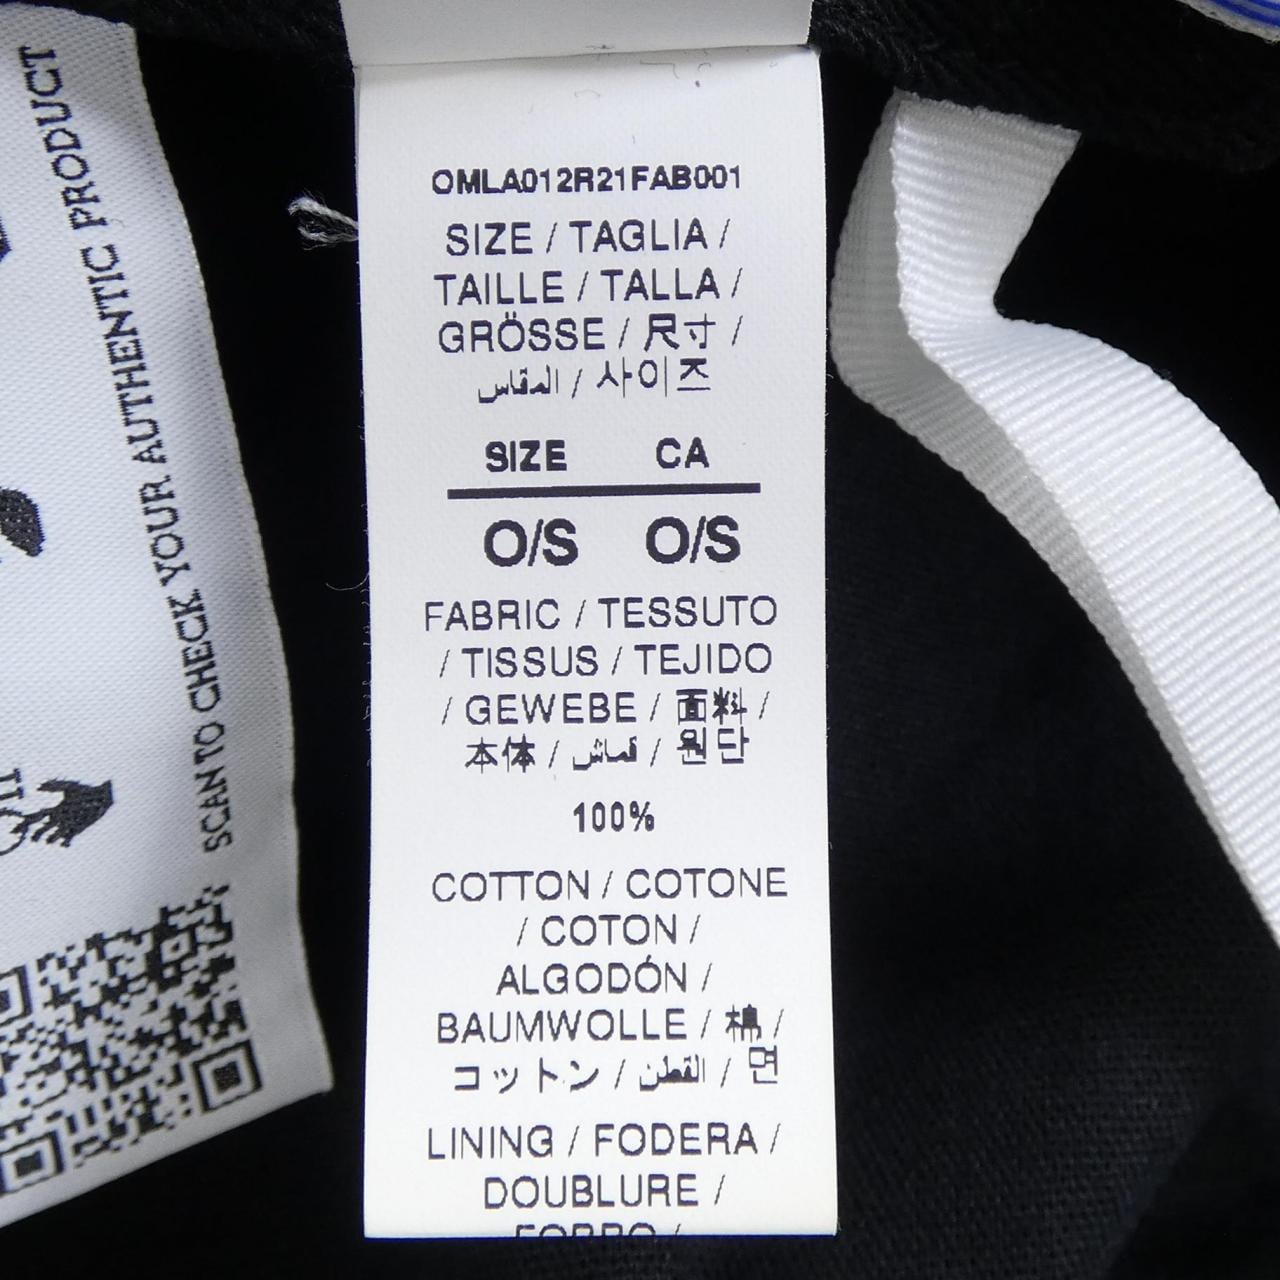 SCAN TO CHECK YOUR AUTHENTIC PRODUCT
OMLA012R21FAB001
SIZE / TAGLIA /
TAILLE / TALLA /
GRÖSSE / 尺寸 /
المقاس / 사이즈
SIZE CA
O/S O/S
FABRIC / TESSUTO
/ TISSUS / TEJIDO
/ GEWEBE / 面料 /
本体 / قماش / 원단
100%
COTTON / COTONE
/ COTON /
ALGODÓN /
BAUMWOLLE / 棉 /
コットン / القطن / 면
LINING / FODERA /
DOUBLURE /